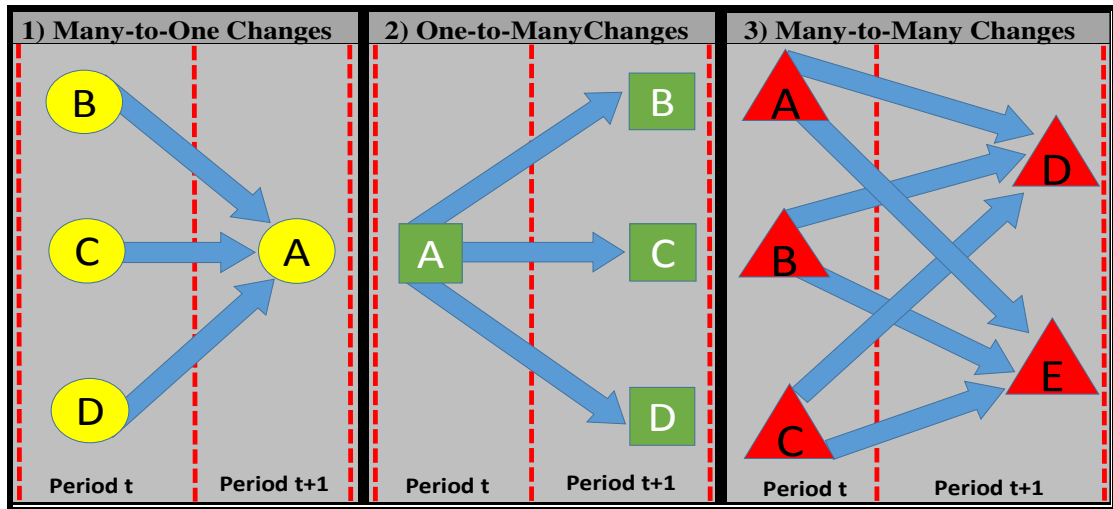 1) Many-to-One Changes
B
C
A
D
Period t
Period t+1
2) One-to-ManyChanges
B
A
C
D
Period t
Period t+1
3) Many-to-Many Changes
A
D
B
E
C
Period t
Period t+1